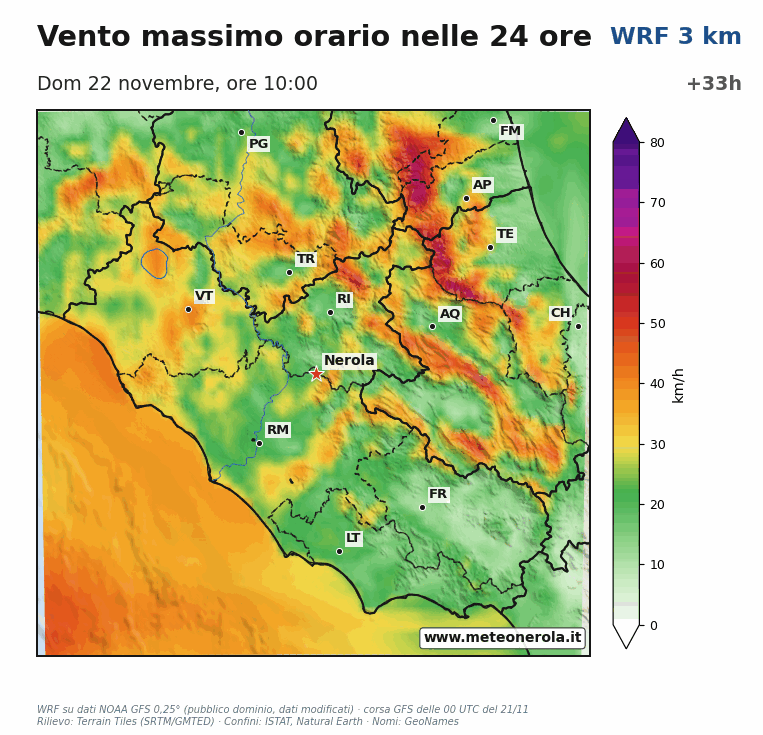 Vento massimo orario nelle 24 ore WRF 3 km
Dom 22 novembre, ore 10:00 +33h
FM
PG
AP
TE
TR
VT
RI
AQ
CH
Nerola
RM
FR
LT
www.meteonerola.it
80
70
60
50
40
30
20
10
0
km/h
WRF su dati NOAA GFS 0,25° (pubblico dominio, dati modificati) · corsa GFS delle 00 UTC del 21/11
Rilievo: Terrain Tiles (SRTM/GMTED) · Confini: ISTAT, Natural Earth · Nomi: GeoNames